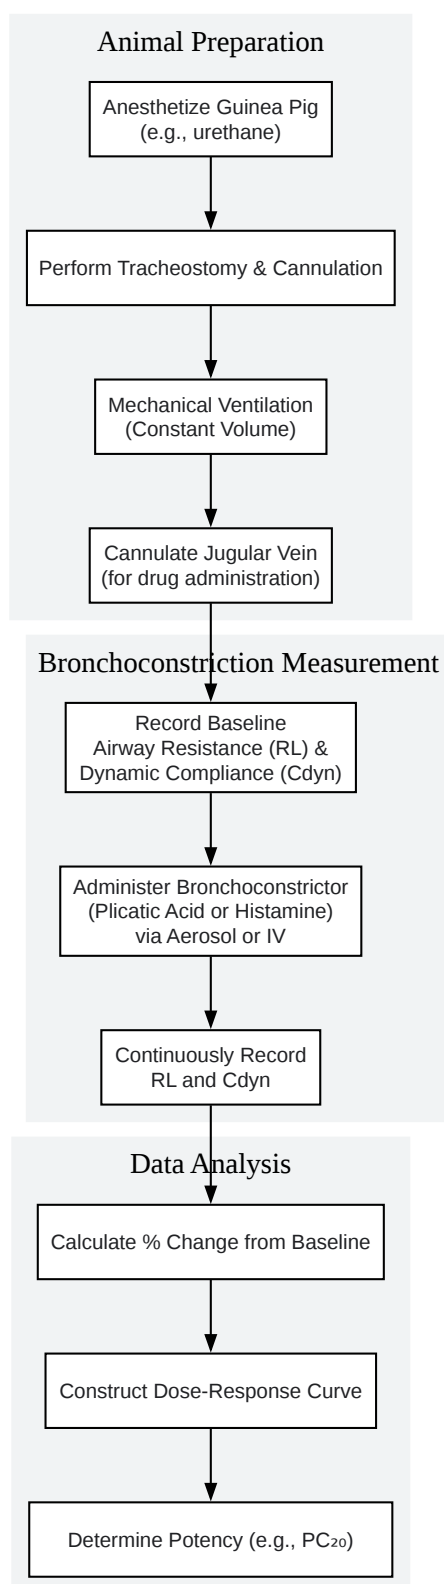 Animal Preparation
Anesthetize Guinea Pig
(e.g., urethane)
Perform Tracheostomy & Cannulation
Mechanical Ventilation
(Constant Volume)
Cannulate Jugular Vein
(for drug administration)
Bronchoconstriction Measurement
Record Baseline
Airway Resistance (RL) &
Dynamic Compliance (Cdyn)
Administer Bronchoconstrictor
(Plicatic Acid or Histamine)
via Aerosol or IV
Continuously Record
RL and Cdyn
Data Analysis
Calculate % Change from Baseline
Construct Dose-Response Curve
Determine Potency (e.g., PC₂₀)